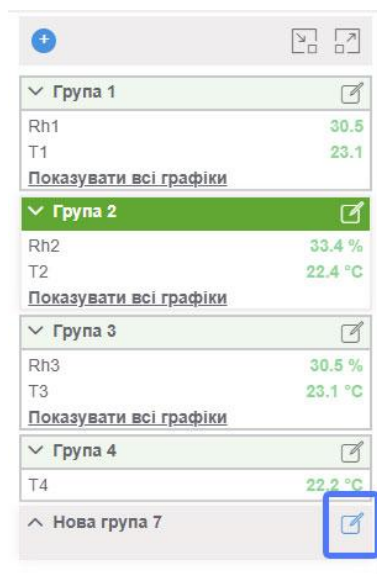 Група 1
Rh1 30.5
T1 23.1
Показувати всі графіки
Група 2
Rh2 33.4 %
T2 22.4 °C
Показувати всі графіки
Група 3
Rh3 30.5 %
T3 23.1 °C
Показувати всі графіки
Група 4
T4 22.2 °C
Нова група 7